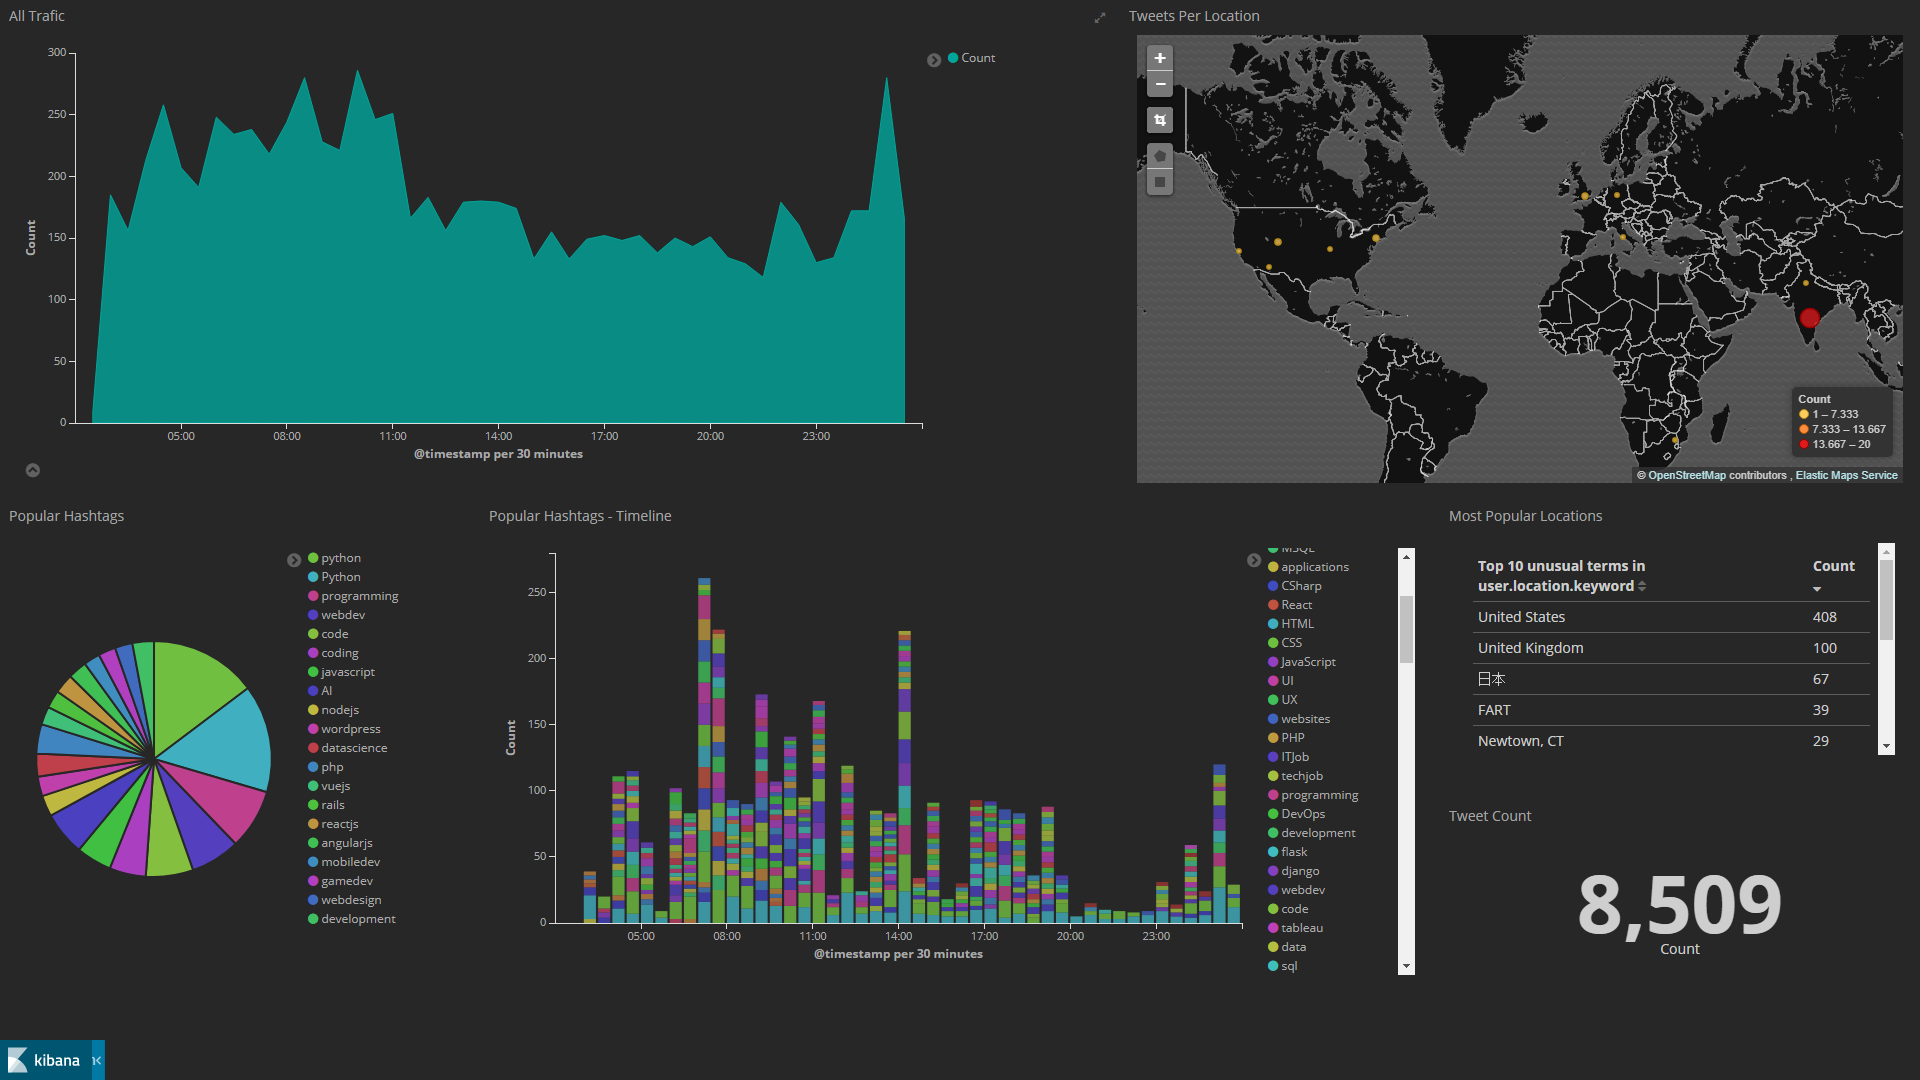 All Trafic
300
250
200
150
100
50
0
Count
05:00 08:00 11:00 14:00 17:00 20:00 23:00
@timestamp per 30 minutes
Count
Tweets Per Location
+
−
Count
1 – 7.333
7.333 – 13.667
13.667 – 20
© OpenStreetMap contributors , Elastic Maps Service
Popular Hashtags
python
Python
programming
webdev
code
coding
javascript
AI
nodejs
wordpress
datascience
php
vuejs
rails
reactjs
angularjs
mobiledev
gamedev
webdesign
development
Popular Hashtags - Timeline
250
200
150
100
50
0
Count
05:00 08:00 11:00 14:00 17:00 20:00 23:00
@timestamp per 30 minutes
applications
CSharp
React
HTML
CSS
JavaScript
UI
UX
websites
PHP
ITJob
techjob
programming
DevOps
development
flask
django
webdev
code
tableau
data
sql
Most Popular Locations
Top 10 unusual terms in
user.location.keyword
Count
United States 408
United Kingdom 100
日本 67
FART 39
Newtown, CT 29
Tweet Count
8,509
Count
kibana